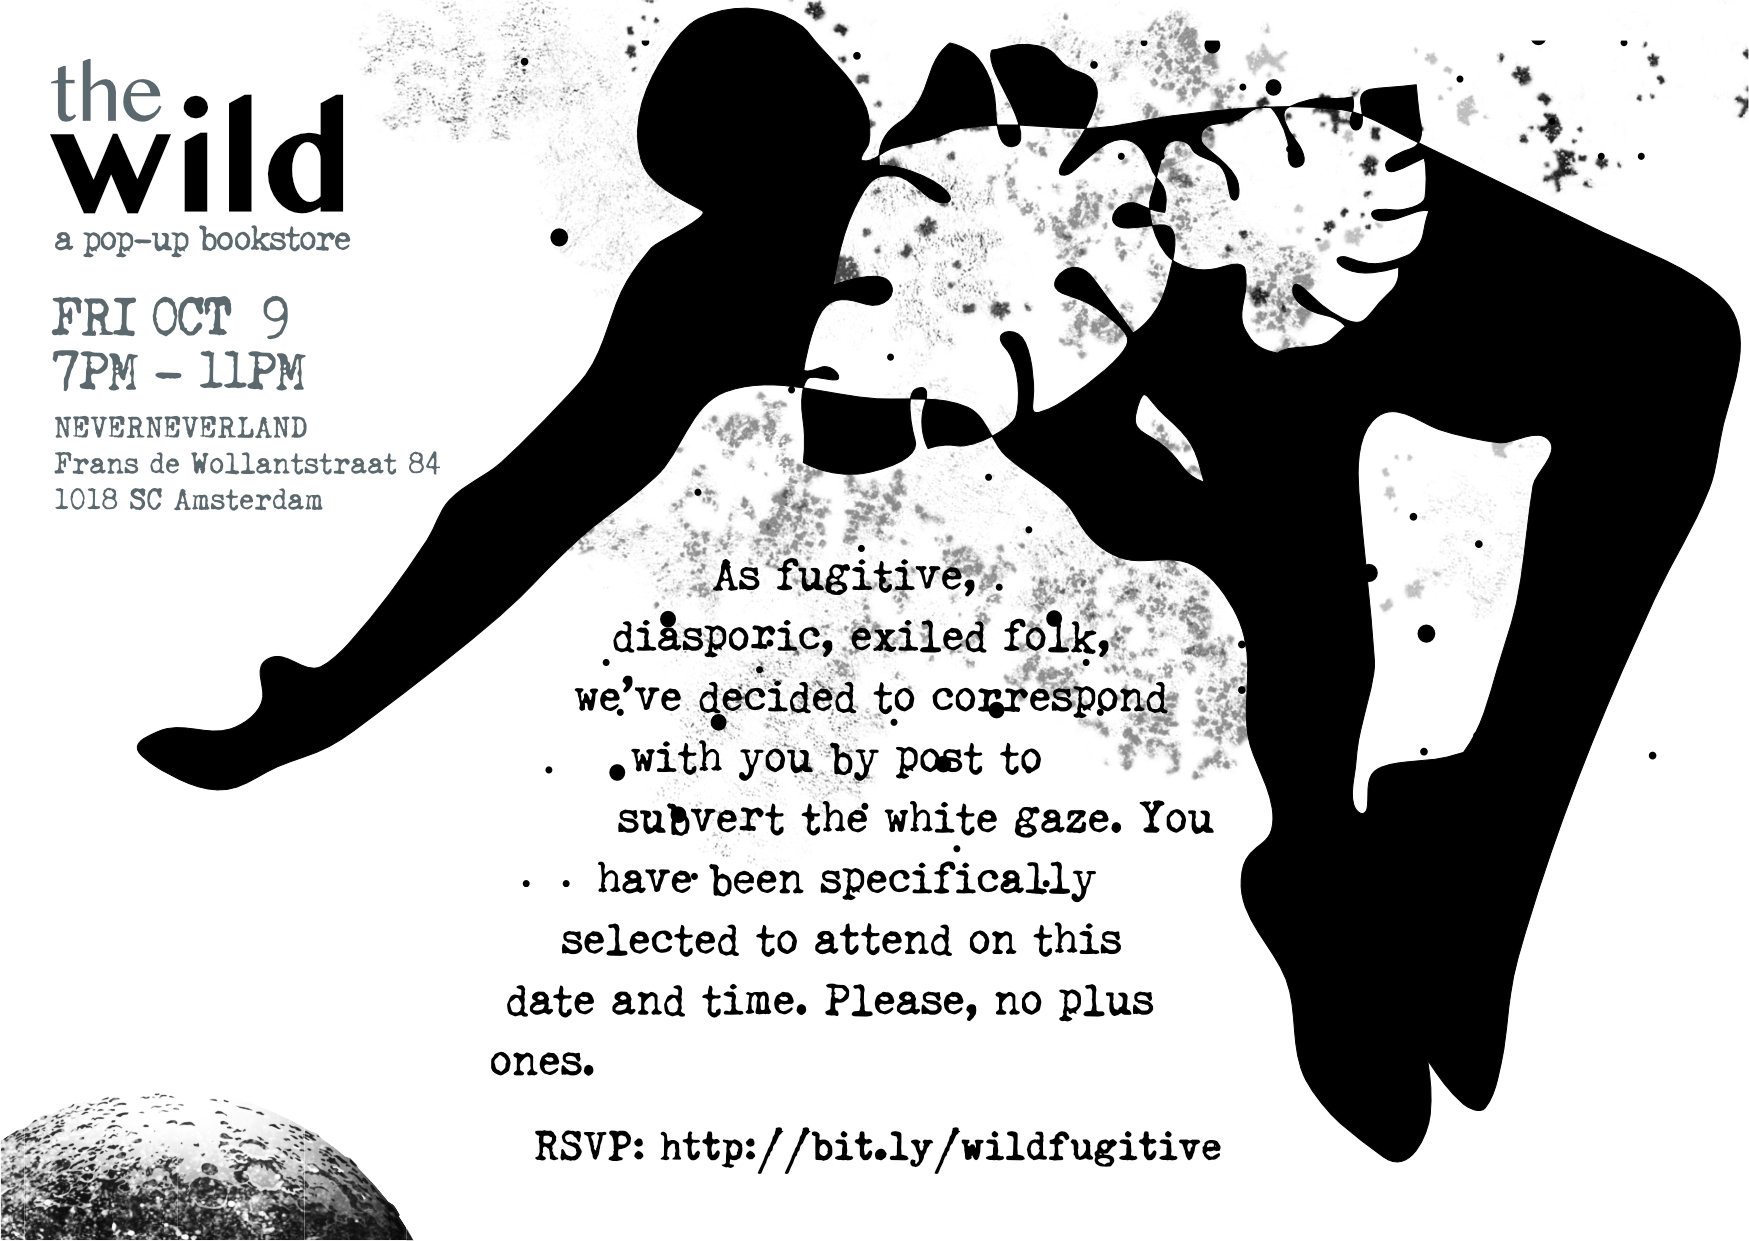 the
wild
a pop-up bookstore
FRI OCT 9
7PM - 11PM
NEVERNEVERLAND
Frans de Wollantstraat 84
1018 SC Amsterdam
As fugitive,
diasporic, exiled folk,
we've decided to correspond
with you by post to
subvert the white gaze. You
have been specifically
selected to attend on this
date and time. Please, no plus
ones.
RSVP: http://bit.ly/wildfugitive